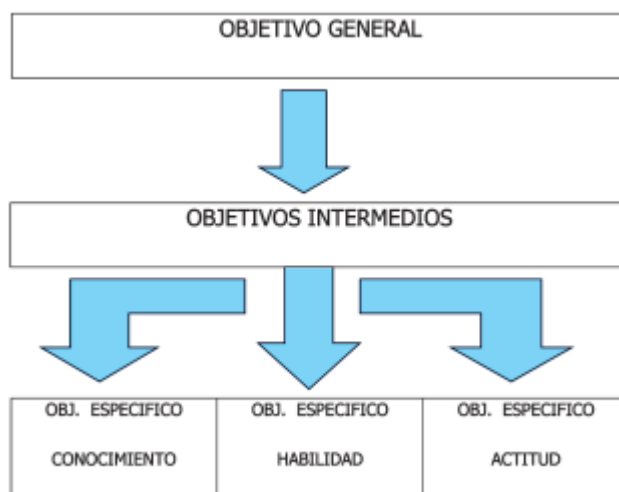 OBJETIVO GENERAL
OBJETIVOS INTERMEDIOS
OBJ. ESPECIFICO
CONOCIMIENTO
OBJ. ESPECIFICO
HABILIDAD
OBJ. ESPECIFICO
ACTITUD